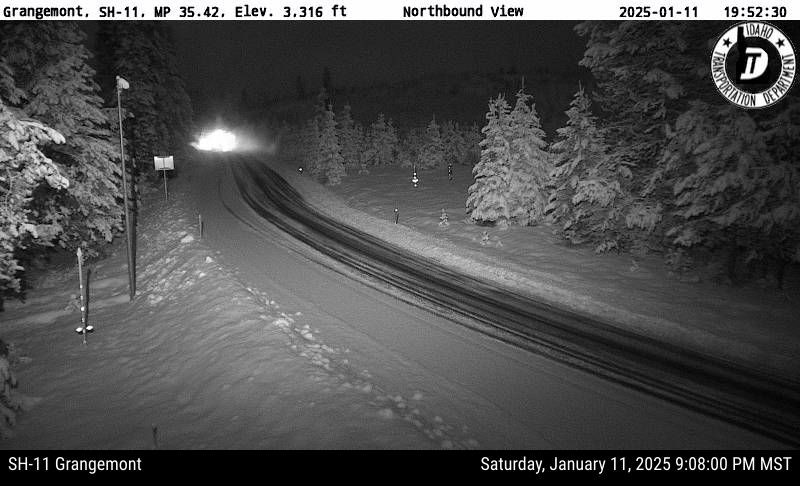 Grangemont, SH-11, MP 35.42, Elev. 3,316 ft Northbound View 2025-01-11 19:52:30
IDAHO
TRANSPORTATION DEPARTMENT
SH-11 Grangemont Saturday, January 11, 2025 9:08:00 PM MST